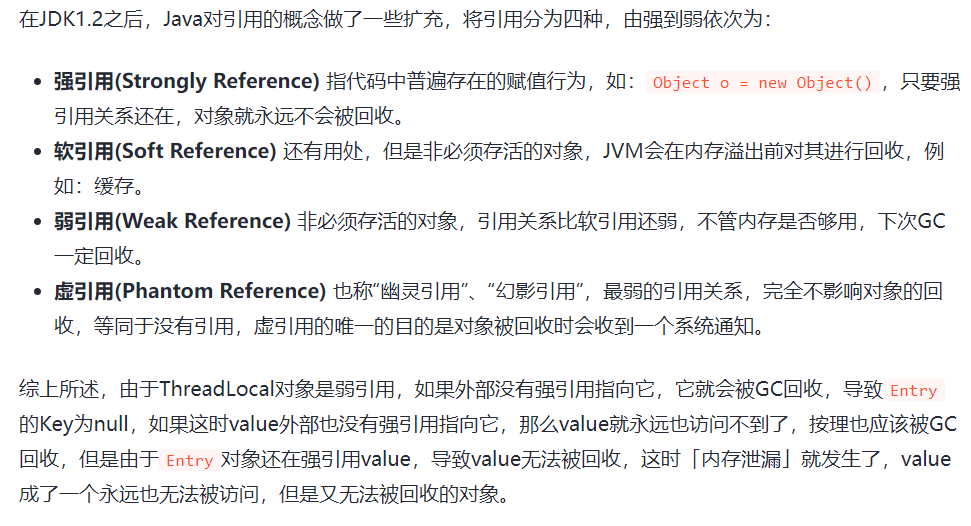 在JDK1.2之后，Java对引用的概念做了一些扩充，将引用分为四种，由强到弱依次为：
强引用(Strongly Reference) 指代码中普遍存在的赋值行为，如：Object o = new Object()，只要强
引用关系还在，对象就永远不会被回收。
软引用(Soft Reference) 还有用处，但是非必须存活的对象，JVM会在内存溢出前对其进行回收，例
如：缓存。
弱引用(Weak Reference) 非必须存活的对象，引用关系比软引用还弱，不管内存是否够用，下次GC
一定回收。
虚引用(Phantom Reference) 也称“幽灵引用”、“幻影引用”，最弱的引用关系，完全不影响对象的回
收，等同于没有引用，虚引用的唯一的目的是对象被回收时会收到一个系统通知。
综上所述，由于ThreadLocal对象是弱引用，如果外部没有强引用指向它，它就会被GC回收，导致 Entry
的Key为null，如果这时value外部也没有强引用指向它，那么value就永远也访问不到了，按理也应该被GC
回收，但是由于 Entry 对象还在强引用value，导致value无法被回收，这时「内存泄漏」就发生了，value
成了一个永远也无法被访问，但是又无法被回收的对象。